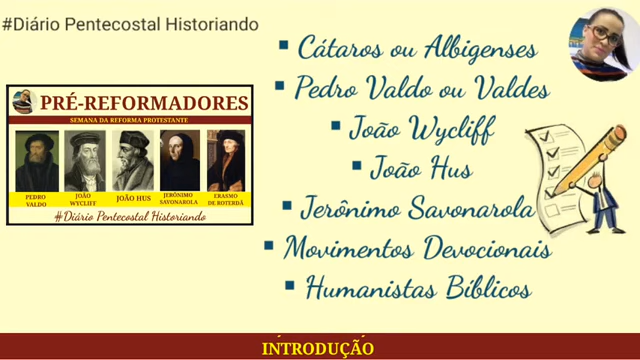 #Diário Pentecostal Historiando
PRÉ-REFORMADORES
SEMANA DA REFORMA PROTESTANTE
PEDRO
VALDO
JOÃO
WYCLIFF
JOÃO HUS
JERÔNIMO
SAVONAROLA
ERASMO
DE ROTERDÃ
#Diário Pentecostal Historiando
▪ Cátaros ou Albigenses
▪ Pedro Valdo ou Valdes
▪ João Wycliff
▪ João Hus
▪ Jerônimo Savonarola
▪ Movimentos Devocionais
▪ Humanistas Bíblicos
INTRODUÇÃO